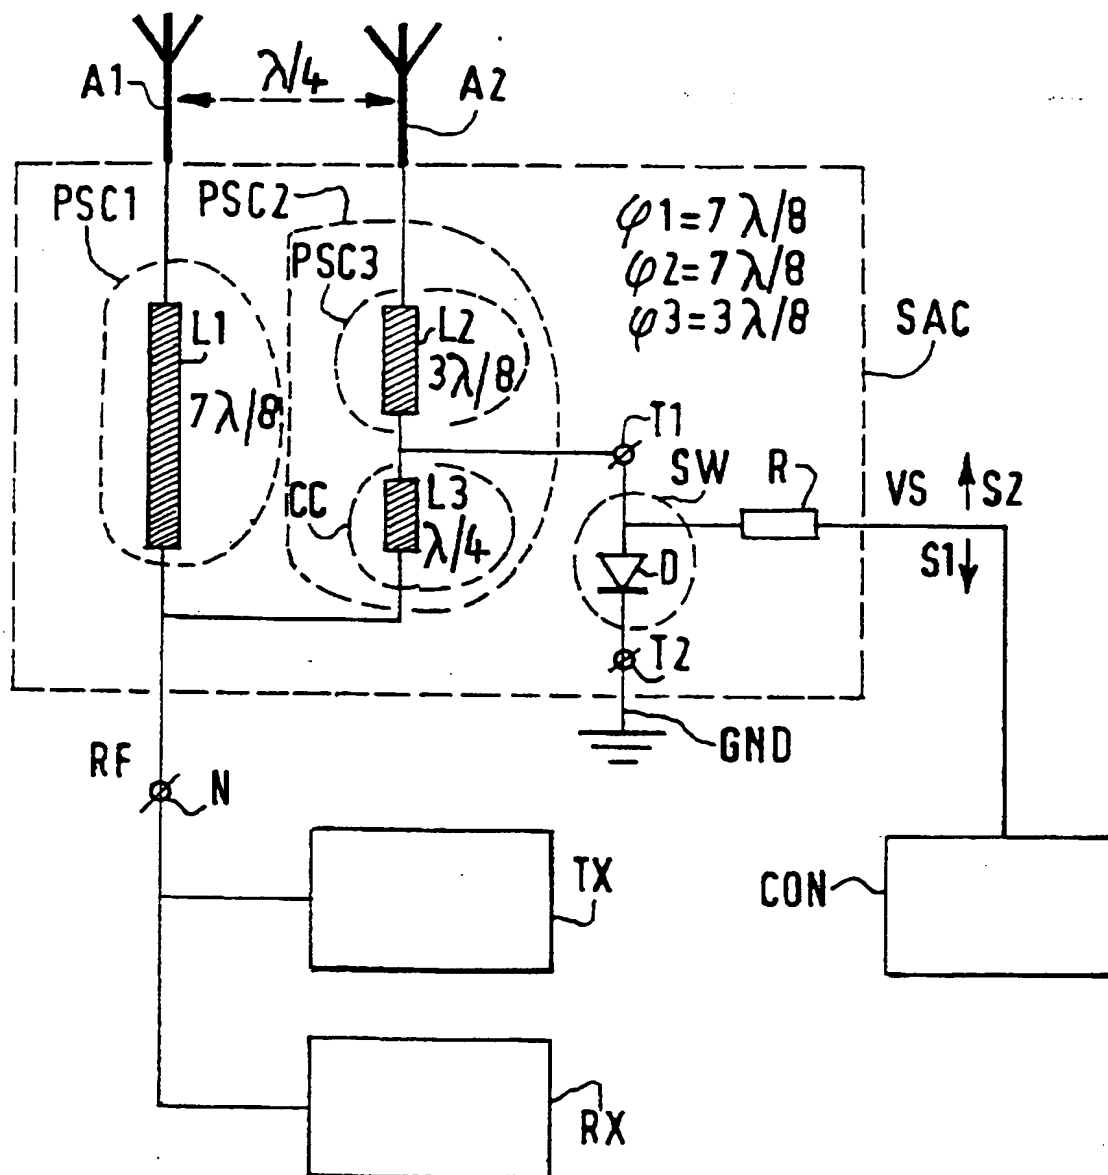 A1
λ/4
A2
PSC1
PSC2
φ1=7λ/8
φ2=7λ/8
φ3=3λ/8
PSC3
L1
7λ/8
L2
3λ/8
SAC
T1
SW
R
VS
S2
CC
L3
λ/4
D
S1
T2
GND
RF
N
TX
CON
RX